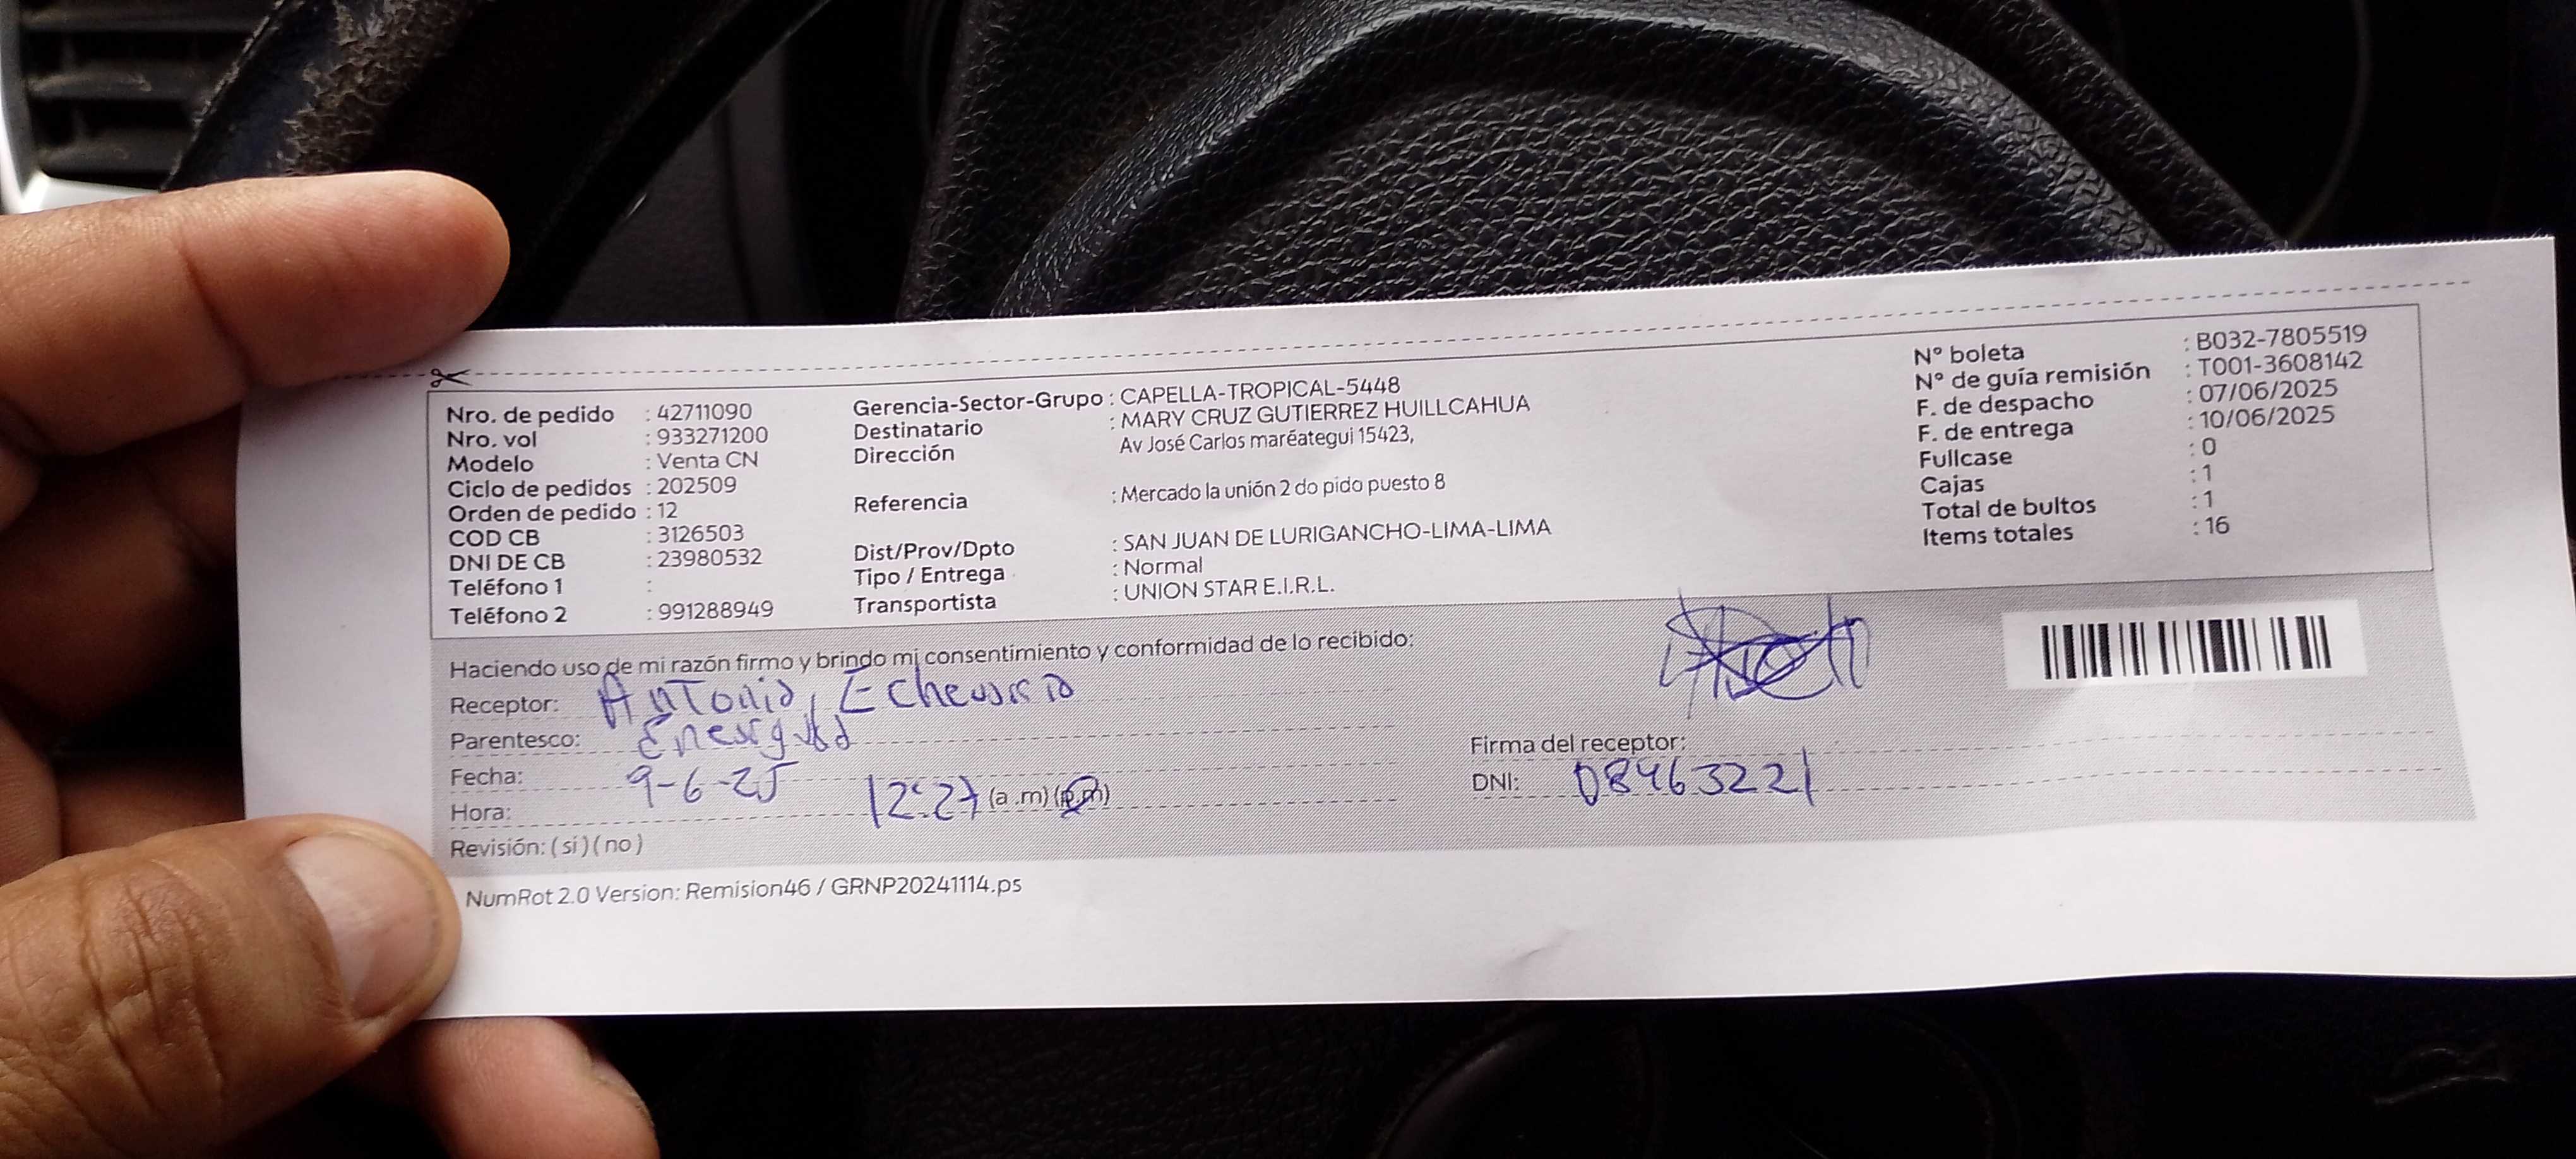 Nro. de pedido : 42711090
Nro. vol : 933271200
Modelo : Venta CN
Ciclo de pedidos : 202509
Orden de pedido : 12
COD CB : 3126503
DNI DE CB : 23980532
Teléfono 1 :
Teléfono 2 : 991288949
Gerencia-Sector-Grupo : CAPELLA-TROPICAL-5448
Destinatario : MARY CRUZ GUTIERREZ HUILLCAHUA
Dirección Av José Carlos maréategui 15423,
Referencia : Mercado la unión 2 do pido puesto 8
Dist/Prov/Dpto : SAN JUAN DE LURIGANCHO-LIMA-LIMA
Tipo / Entrega : Normal
Transportista : UNION STAR E.I.R.L.
N° boleta : B032-7805519
N° de guía remisión : T001-3608142
F. de despacho : 07/06/2025
F. de entrega : 10/06/2025
Fullcase : 0
Cajas : 1
Total de bultos : 1
Items totales : 16
Haciendo uso de mi razón firmo y brindo mi consentimiento y conformidad de lo recibido:
Receptor: Antonio, Echevarria
Parentesco:
Fecha: 9-6-25
Hora: 12:27 (a.m) (p.m)
Revisión: (si) (no)
Firma del receptor:
DNI: 08463221
NumRot 2.0 Version: Remision46 / GRNP20241114.ps